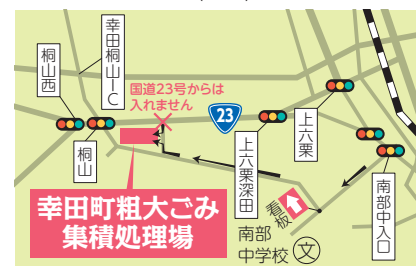 桐山西
幸田桐山IC
国道23号からは
入れません
23
上六栗
桐山
上六栗深田
南部中入口
看板
幸田町粗大ごみ
集積処理場
南部
中学校
文